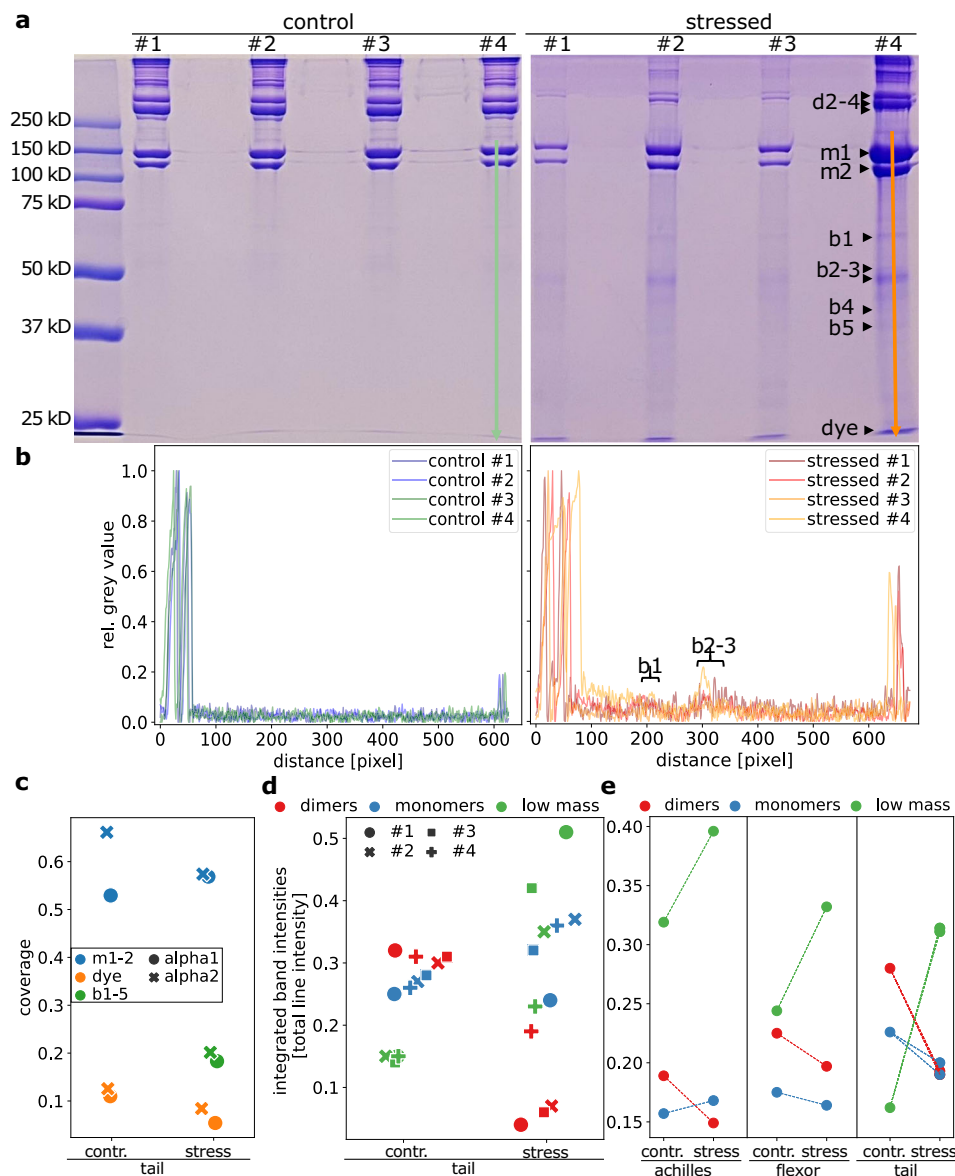 a
control
stressed
#1 #2 #3 #4 #1 #2 #3 #4
250 kD
150 kD
100 kD
75 kD
50 kD
37 kD
25 kD
d2-4
m1
m2
b1
b2-3
b4
b5
dye
b
rel. grey value
1.0
0.8
0.6
0.4
0.2
0.0
control #1
control #2
control #3
control #4
0 100 200 300 400 500 600
distance [pixel]
stressed #1
stressed #2
stressed #3
stressed #4
b1
b2-3
0 100 200 300 400 500 600
distance [pixel]
c
coverage
0.6
0.5
0.4
0.3
0.2
0.1
m1-2 alpha1
dye alpha2
b1-5
contr. stress
tail
d
dimers monomers low mass
integrated band intensities
[total line intensity]
0.5
0.4
0.3
0.2
0.1
#1 #3
#2 #4
contr. stress
tail
e
dimers monomers low mass
0.40
0.35
0.30
0.25
0.20
0.15
contr. stress contr. stress contr. stress
achilles flexor tail